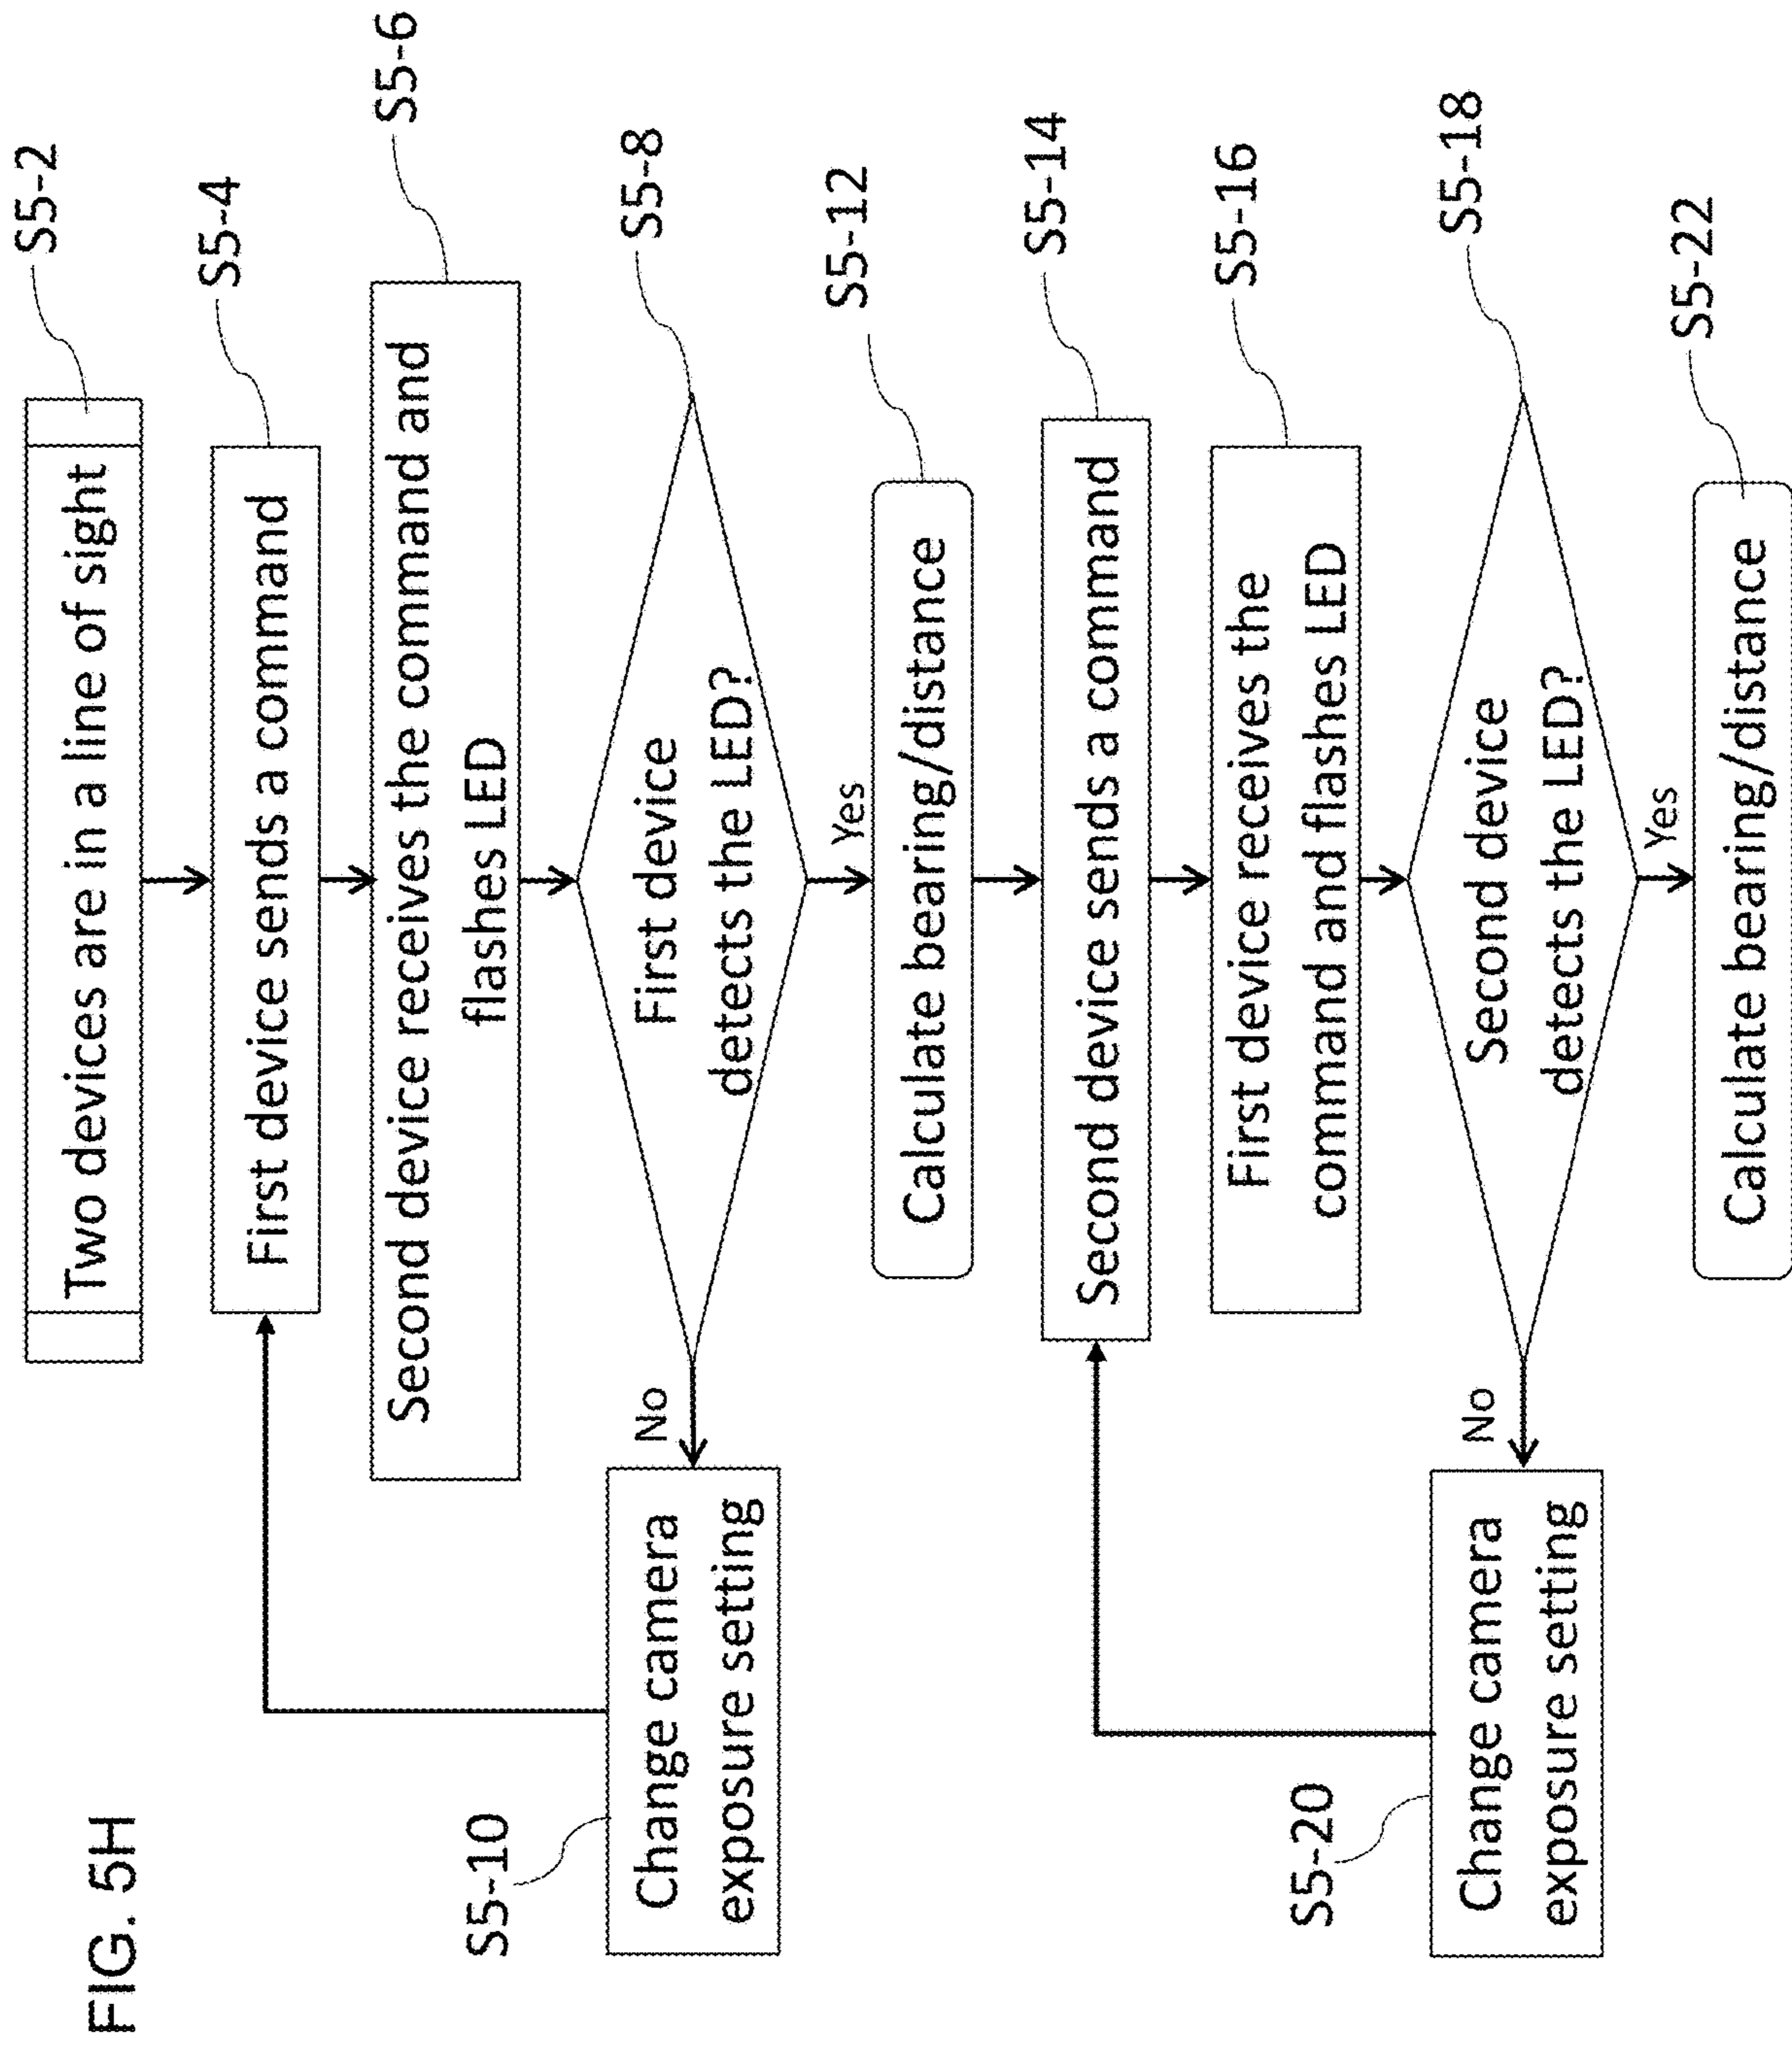 FIG. 5H
Two devices are in a line of sight
S5-2
First device sends a command
S5-4
Second device receives the command and
flashes LED
S5-6
First device
detects the LED?
S5-8
No
Change camera
exposure setting
S5-10
Yes
Calculate bearing/distance
S5-12
Second device sends a command
S5-14
First device receives the
command and flashes LED
S5-16
Second device
detects the LED?
S5-18
No
Change camera
exposure setting
S5-20
Yes
Calculate bearing/distance
S5-22